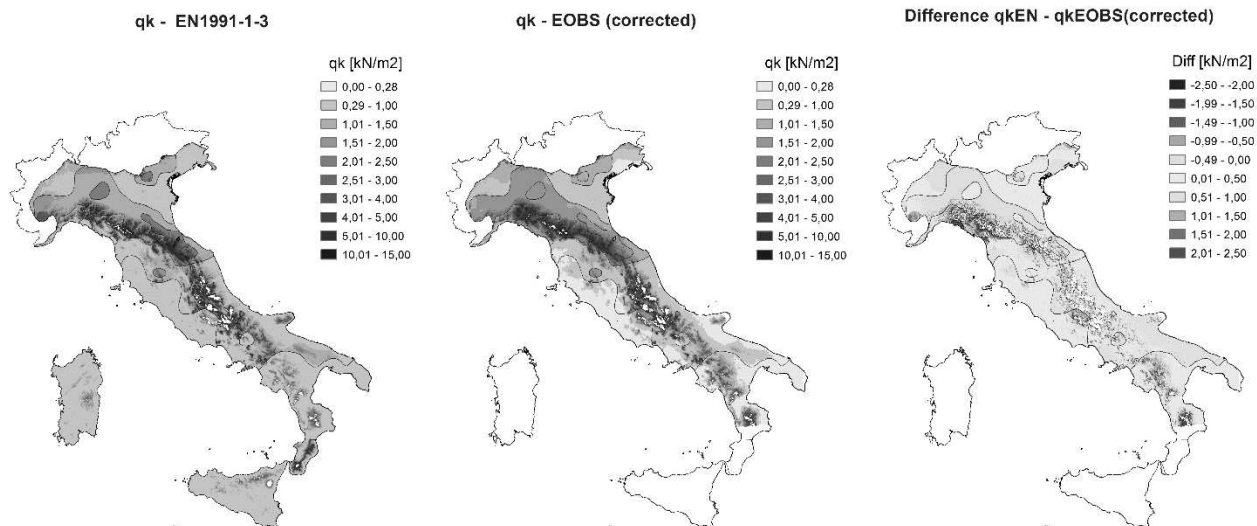 qk - EN1991-1-3
qk [kN/m2]
0,00 - 0,28
0,29 - 1,00
1,01 - 1,50
1,51 - 2,00
2,01 - 2,50
2,51 - 3,00
3,01 - 4,00
4,01 - 5,00
5,01 - 10,00
10,01 - 15,00
qk - EOBS (corrected)
qk [kN/m2]
0,00 - 0,28
0,29 - 1,00
1,01 - 1,50
1,51 - 2,00
2,01 - 2,50
2,51 - 3,00
3,01 - 4,00
4,01 - 5,00
5,01 - 10,00
10,01 - 15,00
Difference qkEN - qkEOBS(corrected)
Diff [kN/m2]
-2,50 - -2,00
-1,99 - -1,50
-1,49 - -1,00
-0,99 - -0,50
-0,49 - 0,00
0,01 - 0,50
0,51 - 1,00
1,01 - 1,50
1,51 - 2,00
2,01 - 2,50